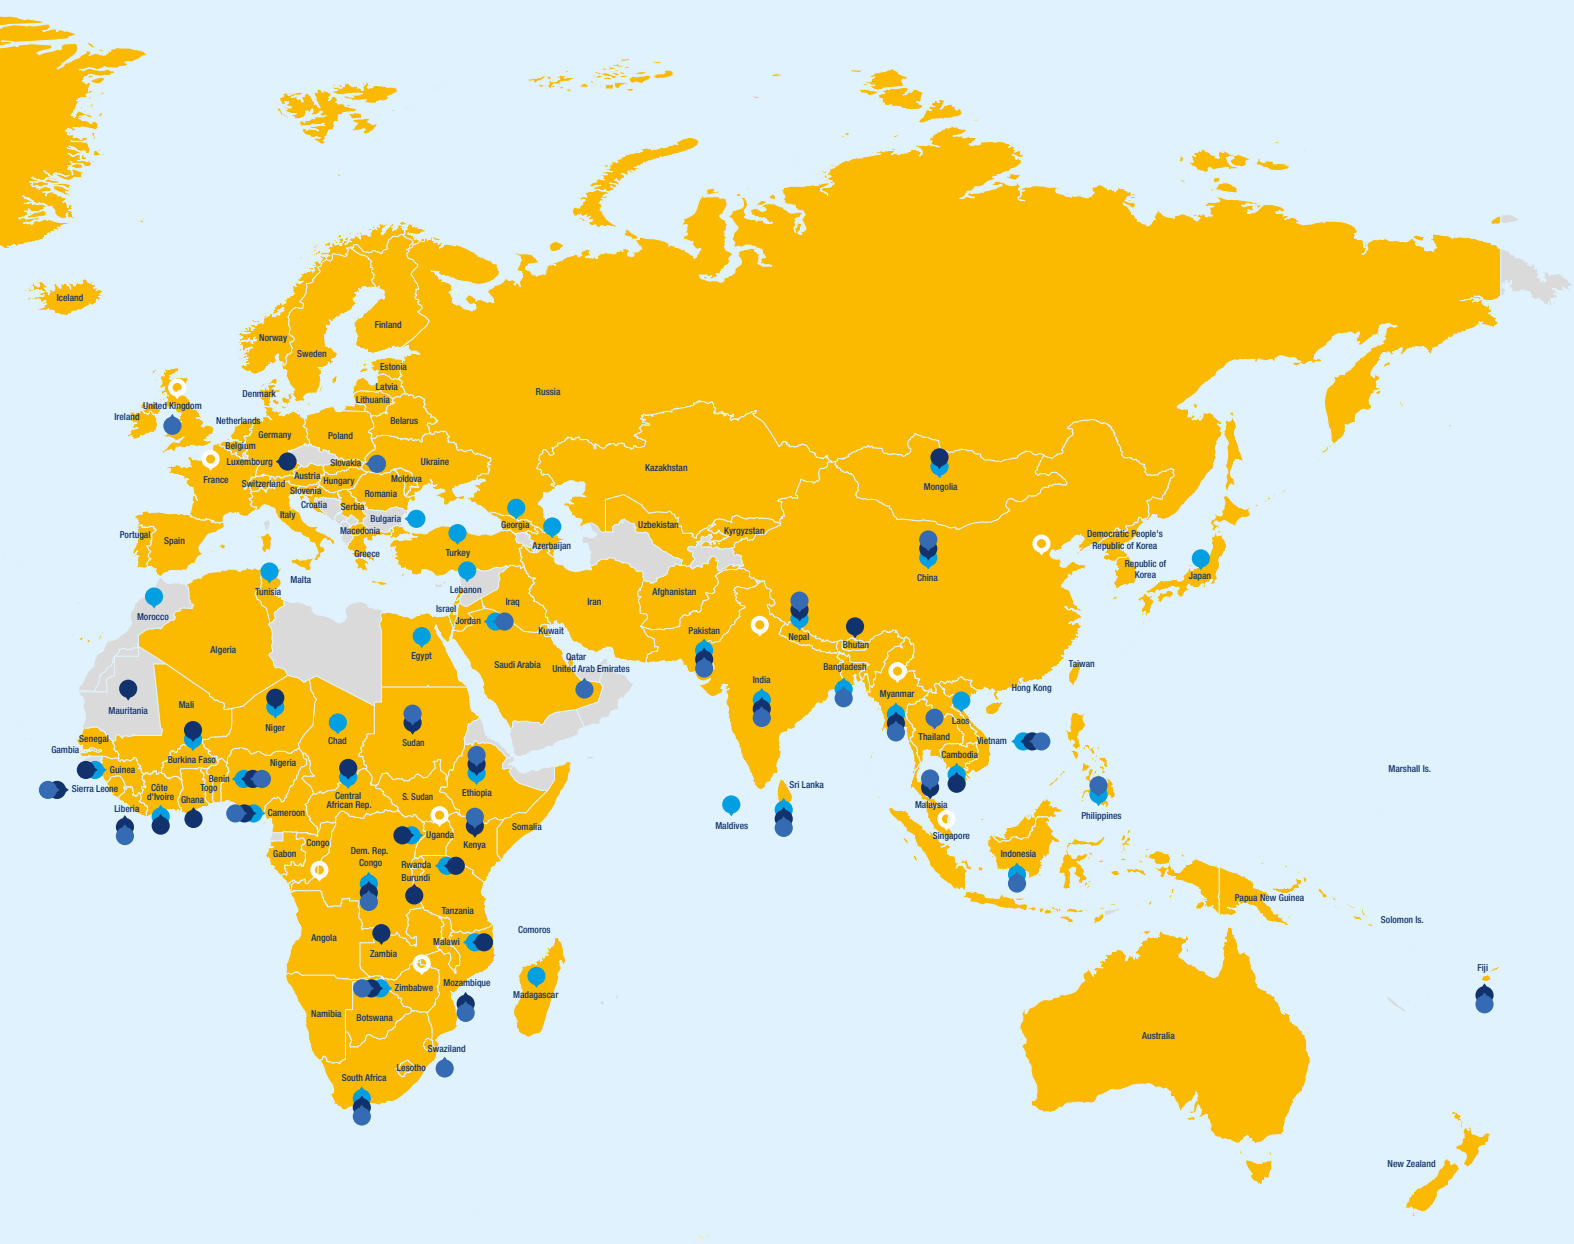 Iceland
Finland
Norway
Sweden
Estonia
Latvia
Lithuania
Denmark
Russia
United Kingdom
Ireland
Netherlands
Belarus
Germany
Poland
Belgium
Luxembourg
Slovakia
Ukraine
Kazakhstan
France
Switzerland
Austria
Hungary
Moldova
Slovenia
Romania
Mongolia
Croatia
Serbia
Italy
Bulgaria
Georgia
Uzbekistan
Kyrgyzstan
Portugal
Spain
Macedonia
Greece
Turkey
Azerbaijan
Democratic People's
Republic of Korea
Republic of
Korea
Japan
China
Malta
Tunisia
Lebanon
Iraq
Iran
Afghanistan
Israel
Morocco
Jordan
Kuwait
Pakistan
Nepal
Bhutan
Algeria
Egypt
Qatar
Saudi Arabia
United Arab Emirates
Bangladesh
Taiwan
India
Myanmar
Hong Kong
Mauritania
Mali
Niger
Chad
Sudan
Laos
Thailand
Vietnam
Senegal
Gambia
Burkina Faso
Nigeria
Cambodia
Guinea
Benin
Togo
Sierra Leone
Côte
d'Ivoire
Ghana
Central
African Rep.
S. Sudan
Ethiopia
Sri Lanka
Marshall Is.
Liberia
Cameroon
Malaysia
Philippines
Maldives
Somalia
Uganda
Kenya
Singapore
Congo
Gabon
Dem. Rep.
Congo
Rwanda
Burundi
Indonesia
Papua New Guinea
Tanzania
Solomon Is.
Angola
Zambia
Malawi
Comoros
Fiji
Zimbabwe
Mozambique
Madagascar
Namibia
Botswana
Australia
Swaziland
Lesotho
South Africa
New Zealand